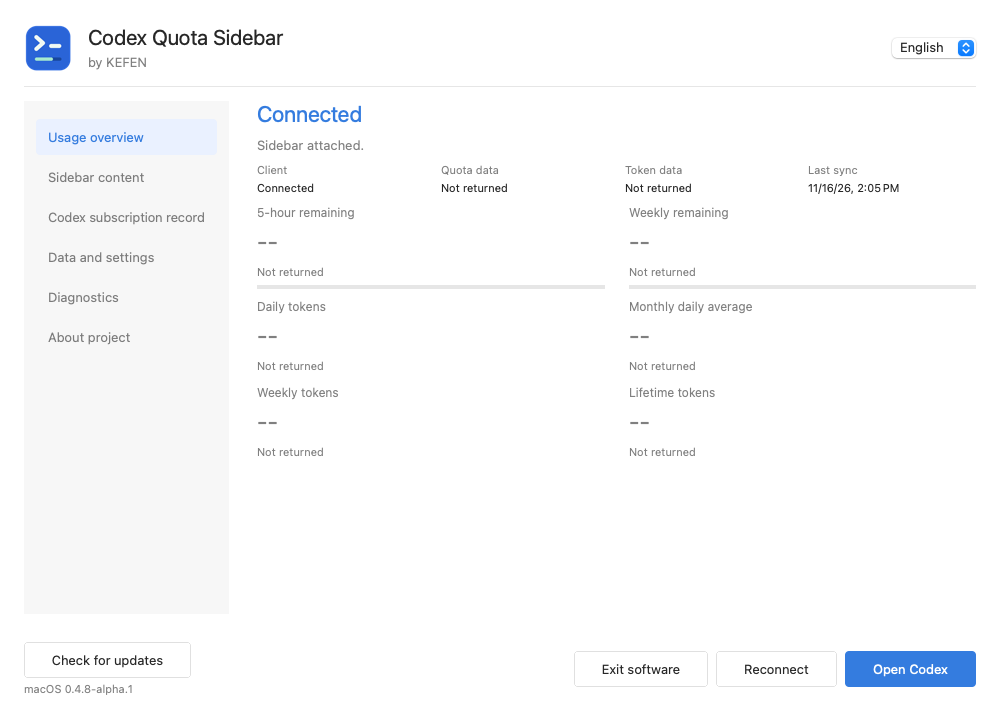 Codex Quota Sidebar
by KEFEN
English
Usage overview
Sidebar content
Codex subscription record
Data and settings
Diagnostics
About project
Connected
Sidebar attached.
Client
Quota data
Token data
Last sync
Connected
Not returned
Not returned
11/16/26, 2:05 PM
5-hour remaining
Weekly remaining
--
--
Not returned
Not returned
Daily tokens
Monthly daily average
--
--
Not returned
Not returned
Weekly tokens
Lifetime tokens
--
--
Not returned
Not returned
Check for updates
macOS 0.4.8-alpha.1
Exit software
Reconnect
Open Codex